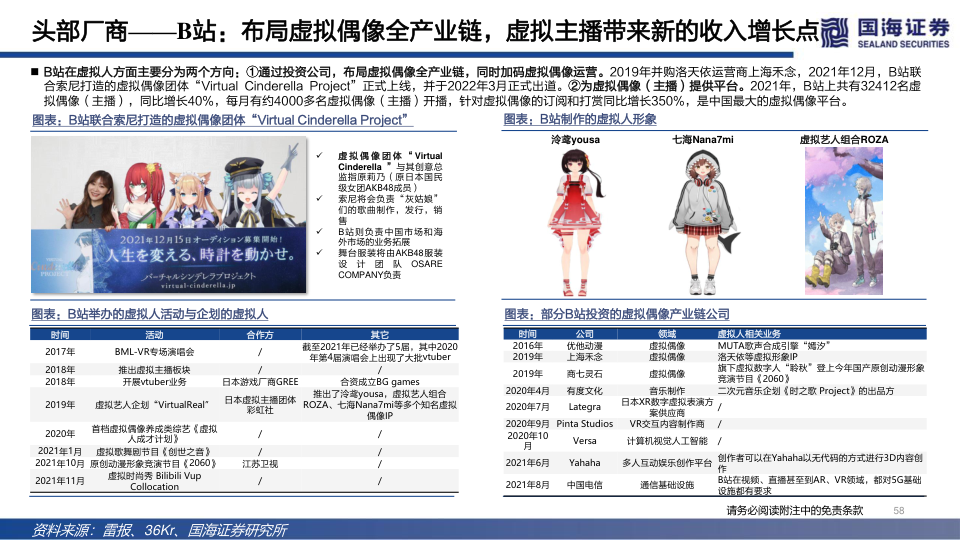 头部厂商——B站：布局虚拟偶像全产业链，虚拟主播带来新的收入增长点
国海证券
SEALAND SECURITIES
■ B站在虚拟人方面主要分为两个方向：①通过投资公司，布局虚拟偶像全产业链，同时加码虚拟偶像运营。2019年并购洛天依运营商上海禾念，2021年12月，B站联
合索尼打造的虚拟偶像团体“Virtual Cinderella Project”正式上线，并于2022年3月正式出道。②为虚拟偶像（主播）提供平台。2021年，B站上共有32412名虚
拟偶像（主播），同比增长40%，每月有约4000多名虚拟偶像（主播）开播，针对虚拟偶像的订阅和打赏同比增长350%，是中国最大的虚拟偶像平台。
图表：B站联合索尼打造的虚拟偶像团体“Virtual Cinderella Project”
2021年12月15日オーディション募集開始！
人生を変える、時計を動かせ。
バーチャルシンデレラプロジェクト
virtual-cinderella.jp
✓ 虚拟偶像团体“Virtual
Cinderella ”与其创意总
监指原莉乃（原日本国民
级女团AKB48成员）
✓ 索尼将会负责“灰姑娘”
们的歌曲制作，发行，销
售
✓ B站则负责中国市场和海
外市场的业务拓展
✓ 舞台服装将由AKB48服装
设计团队OSARE
COMPANY负责
图表：B站制作的虚拟人形象
泠鸢yousa 七海Nana7mi 虚拟艺人组合ROZA
图表：B站举办的虚拟人活动与企划的虚拟人
时间 活动 合作方 其它
2017年 BML-VR专场演唱会 / 截至2021年已经举办了5届，其中2020
年第4届演唱会上出现了大批vtuber
2018年 推出虚拟主播板块 / /
2018年 开展vtuber业务 日本游戏厂商GREE 合资成立BG games
2019年 虚拟艺人企划“VirtualReal” 日本虚拟主播团体
彩虹社 推出了泠鸢yousa，虚拟艺人组合
ROZA、七海Nana7mi等多个知名虚拟
偶像IP
2020年 首档虚拟偶像养成类综艺《虚拟
人成才计划》 / /
2021年1月 虚拟歌舞剧节目《创世之音》 / /
2021年10月 原创动漫形象竞演节目《2060》 江苏卫视 /
2021年11月 虚拟时尚秀 Bilibili Vup
Collocation / /
图表：部分B站投资的虚拟偶像产业链公司
时间 公司 领域 虚拟人相关业务
2016年 优他动漫 虚拟偶像 MUTA歌声合成引擎“嫣汐”
2019年 上海禾念 虚拟偶像 洛天依等虚拟形象IP
2019年 商七灵石 虚拟偶像 旗下虚拟数字人“聆秋”登上今年国产原创动漫形象
竞演节目《2060》
2020年4月 有度文化 音乐制作 二次元音乐企划《时之歌 Project》的出品方
2020年7月 Lategra 日本XR数字虚拟表演方
案供应商 /
2020年9月 Pinta Studios VR交互内容制作商 /
2020年10
月 Versa 计算机视觉人工智能 /
2021年6月 Yahaha 多人互动娱乐创作平台 创作者可以在Yahaha以无代码的方式进行3D内容创
作
2021年8月 中国电信 通信基础设施 B站在视频、直播甚至到AR、VR领域，都对5G基础
设施都有要求
请务必阅读附注中的免责条款 58
资料来源：雷报、36Kr、国海证券研究所